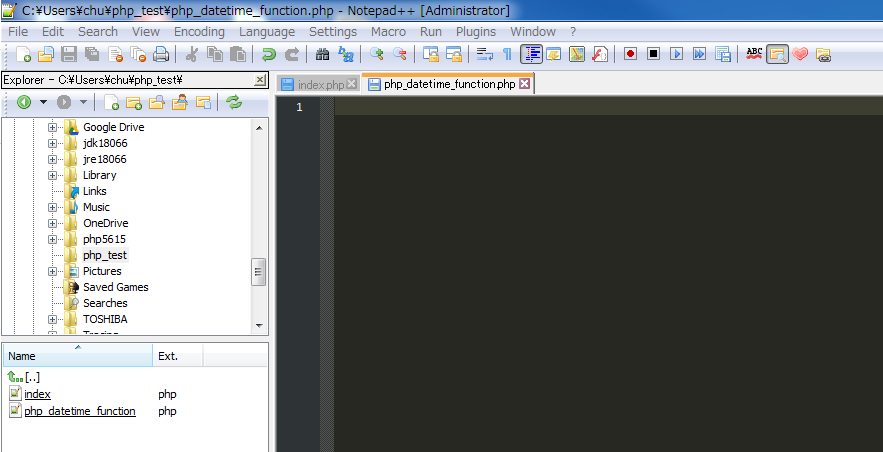 C:¥Users¥chu¥php_test¥php_datetime_function.php - Notepad++ [Administrator]
File Edit Search View Encoding Language Settings Macro Run Plugins Window ?
ABC
Explorer - C:¥Users¥chu¥php_test¥
index.php
php_datetime_function.php
1
Google Drive
jdk18066
jre18066
Library
Links
Music
OneDrive
php5615
php_test
Pictures
Saved Games
Searches
TOSHIBA
Tracing
Name Ext.
[..]
index php
php_datetime_function php